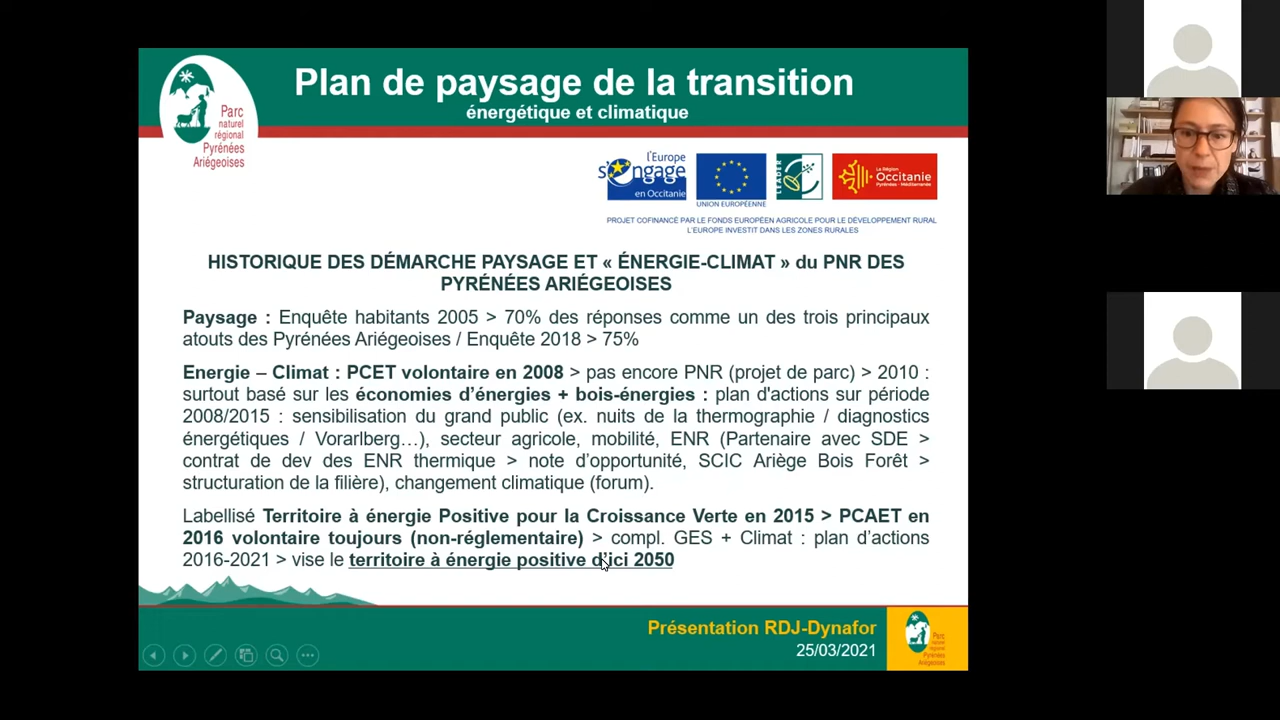 Plan de paysage de la transition
énergétique et climatique
Parc
naturel
régional
Pyrénées
Ariégeoises
l'Europe
s'engage
en Occitanie
UNION EUROPÉENNE
LEADER
La Région
Occitanie
Pyrénées - Méditerranée
PROJET COFINANCÉ PAR LE FONDS EUROPÉEN AGRICOLE POUR LE DÉVELOPPEMENT RURAL
L'EUROPE INVESTIT DANS LES ZONES RURALES
HISTORIQUE DES DÉMARCHE PAYSAGE ET « ÉNERGIE-CLIMAT » du PNR DES
PYRÉNÉES ARIÉGEOISES
Paysage : Enquête habitants 2005 > 70% des réponses comme un des trois principaux
atouts des Pyrénées Ariégeoises / Enquête 2018 > 75%
Energie – Climat : PCET volontaire en 2008 > pas encore PNR (projet de parc) > 2010 :
surtout basé sur les économies d'énergies + bois-énergies : plan d'actions sur période
2008/2015 : sensibilisation du grand public (ex. nuits de la thermographie / diagnostics
énergétiques / Vorarlberg…), secteur agricole, mobilité, ENR (Partenaire avec SDE >
contrat de dev des ENR thermique > note d'opportunité, SCIC Ariège Bois Forêt >
structuration de la filière), changement climatique (forum).
Labellisé Territoire à énergie Positive pour la Croissance Verte en 2015 > PCAET en
2016 volontaire toujours (non-réglementaire) > compl. GES + Climat : plan d'actions
2016-2021 > vise le territoire à énergie positive d'ici 2050
Présentation RDJ-Dynafor
25/03/2021
Parc
naturel
régional
Pyrénées
Ariégeoises